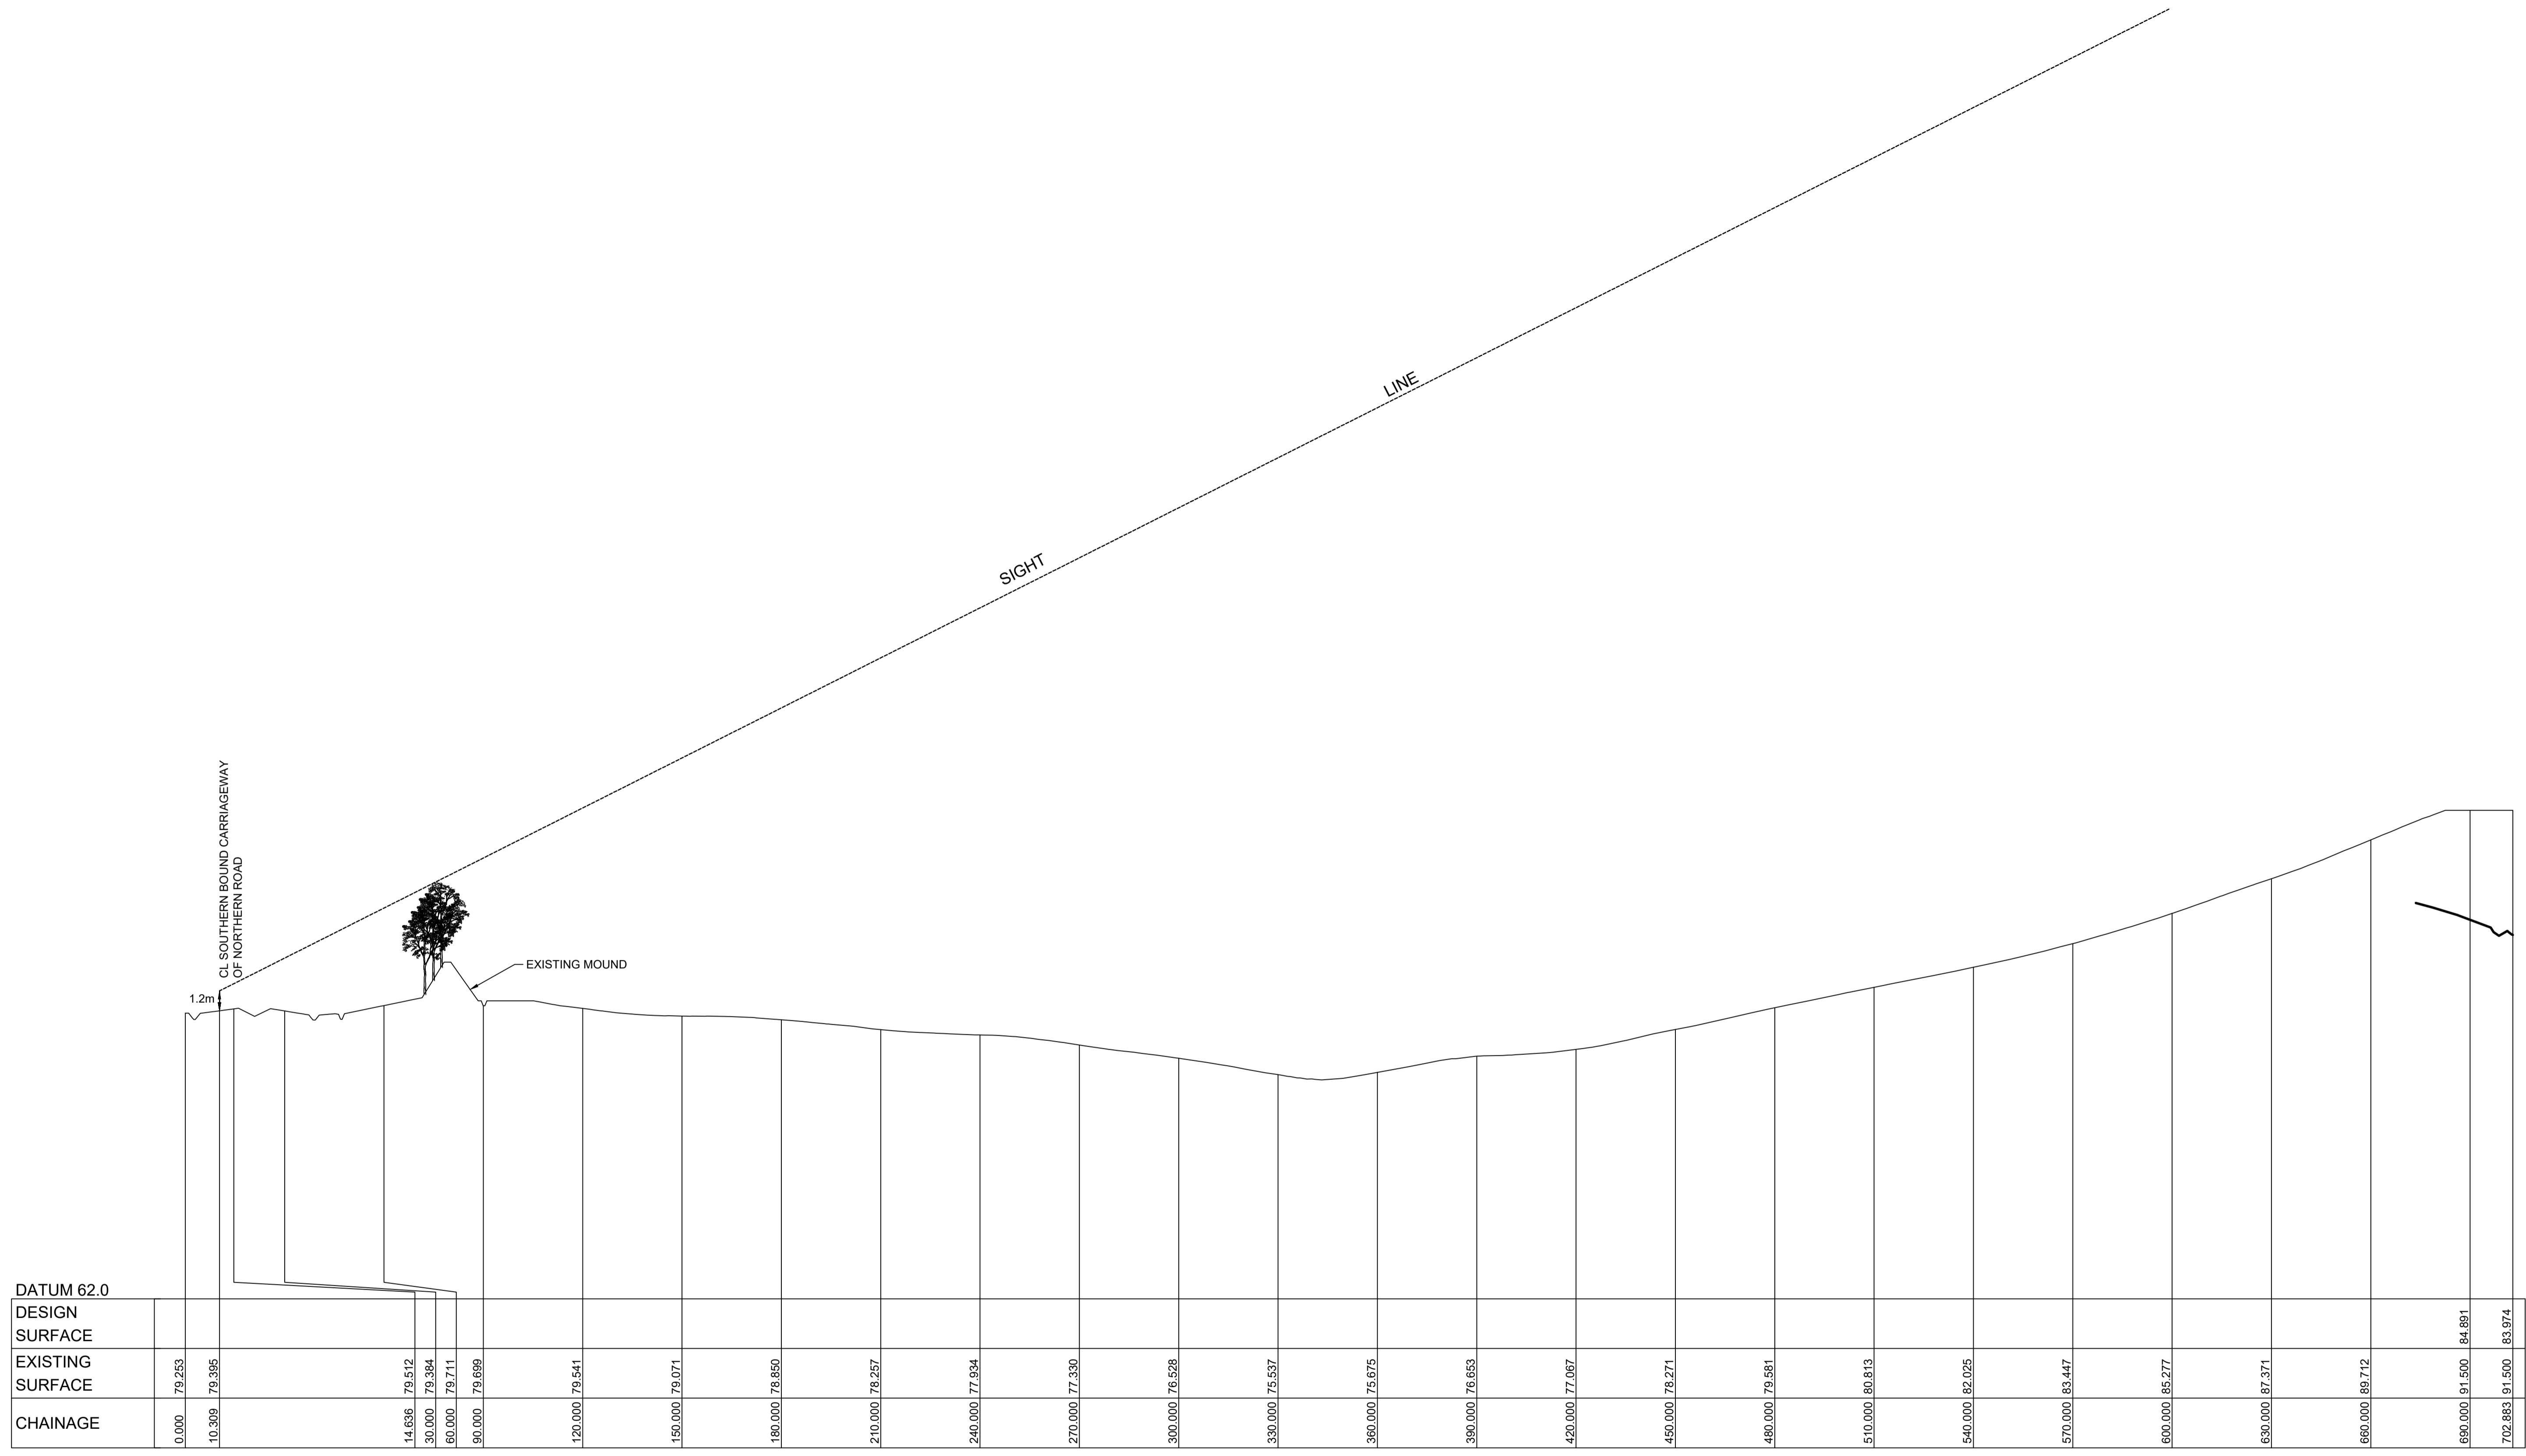 LINE
SIGHT
CL SOUTHERN BOUND CARRIAGEWAY
OF NORTHERN ROAD
1.2m
EXISTING MOUND
DATUM 62.0
DESIGN
SURFACE
84.891 83.974
EXISTING
SURFACE
79.253 79.395 79.512 79.384 79.711 79.699 79.541 79.071 78.850 78.257 77.934 77.330 76.528 75.537 75.675 76.653 77.067 78.271 79.581 80.813 82.025 83.447 85.277 87.371 89.712 91.500 91.500
CHAINAGE
0.000 10.309 14.636 30.000 60.000 90.000 120.000 150.000 180.000 210.000 240.000 270.000 300.000 330.000 360.000 390.000 420.000 450.000 480.000 510.000 540.000 570.000 600.000 630.000 660.000 690.000 702.883